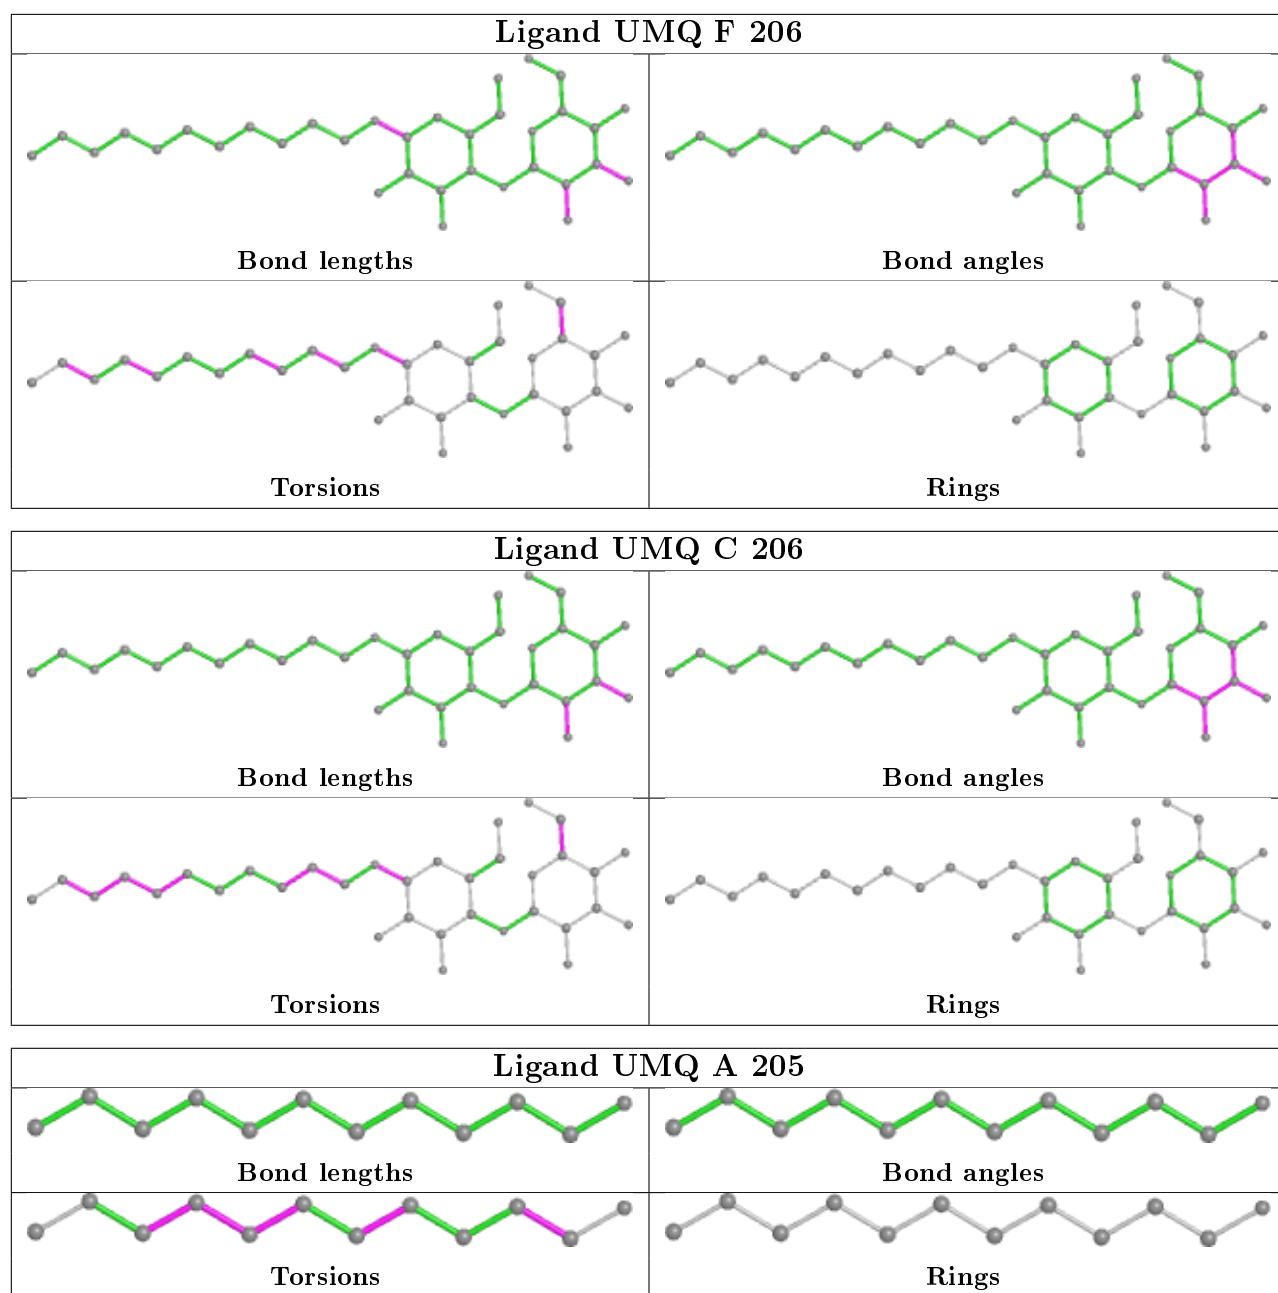 Ligand UMQ F 206
Bond lengths
Bond angles
Torsions
Rings
Ligand UMQ C 206
Bond lengths
Bond angles
Torsions
Rings
Ligand UMQ A 205
Bond lengths
Bond angles
Torsions
Rings